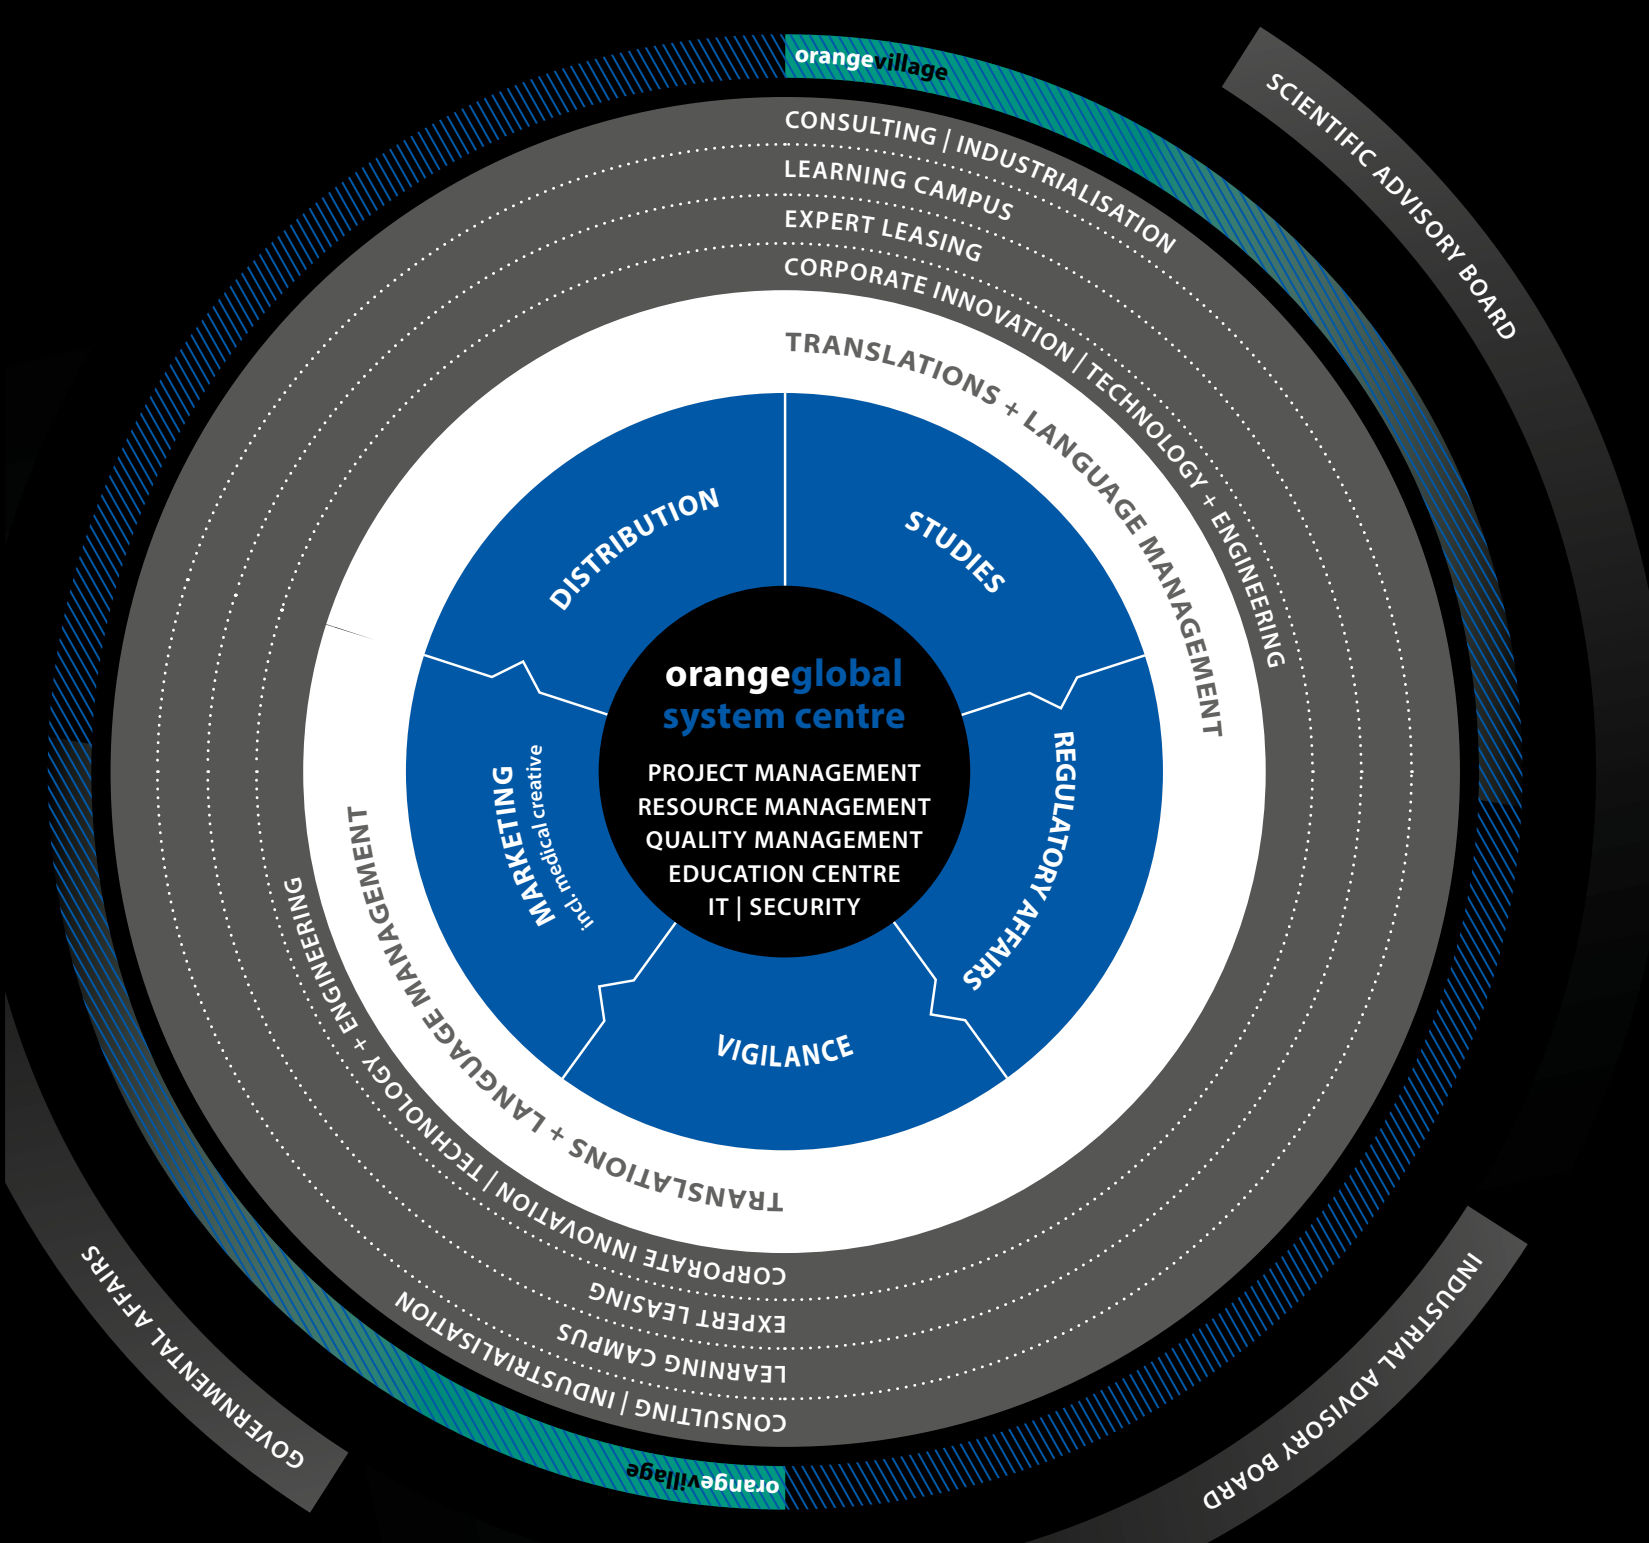 orangevillage
SCIENTIFIC ADVISORY BOARD
CONSULTING | INDUSTRIALISATION
LEARNING CAMPUS
EXPERT LEASING
CORPORATE INNOVATION | TECHNOLOGY + ENGINEERING
TRANSLATIONS + LANGUAGE MANAGEMENT
DISTRIBUTION
STUDIES
orangeglobal
system centre
PROJECT MANAGEMENT
RESOURCE MANAGEMENT
QUALITY MANAGEMENT
EDUCATION CENTRE
IT | SECURITY
MARKETING
incl. medical creative
REGULATORY AFFAIRS
VIGILANCE
TRANSLATIONS + LANGUAGE MANAGEMENT
CORPORATE INNOVATION | TECHNOLOGY + ENGINEERING
EXPERT LEASING
LEARNING CAMPUS
CONSULTING | INDUSTRIALISATION
orangevillage
GOVERNMENTAL AFFAIRS
INDUSTRIAL ADVISORY BOARD